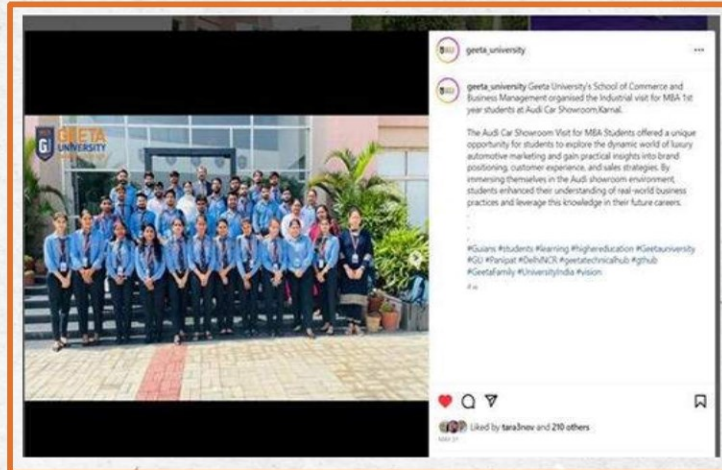 GEETA
UNIVERSITY
geeta_university
geeta_university Geeta University's School of Commerce and
Business Management organised the Industrial visit for MBA 1st
year students at Audi Car Showroom,Karnal.
The Audi Car Showroom Visit for MBA Students offered a unique
opportunity for students to explore the dynamic world of luxury
automotive marketing and gain practical insights into brand
positioning, customer experience, and sales strategies. By
immersing themselves in the Audi showroom environment,
students enhanced their understanding of real-world business
practices and leverage this knowledge in their future careers.
.
.
.
#Guians #students #learning #highereducation #Geetauniversity
#GU #Panipat #DelhiNCR #geetatechnicalhub #gthub
#GeetaFamily #UniversityIndia #vision
Liked by tara3nov and 210 others